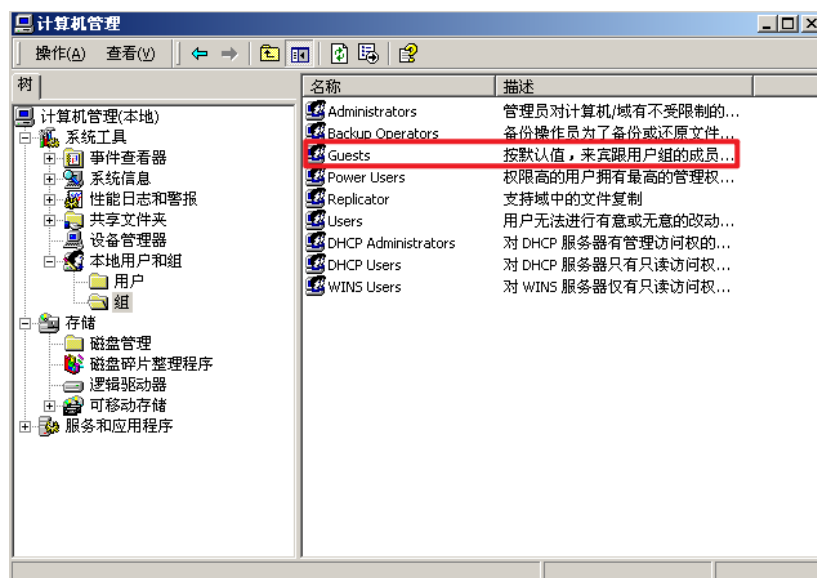 计算机管理
操作(A) 查看(V)
树
名称 描述
计算机管理(本地)
系统工具
事件查看器
系统信息
性能日志和警报
共享文件夹
设备管理器
本地用户和组
用户
组
存储
磁盘管理
磁盘碎片整理程序
逻辑驱动器
可移动存储
服务和应用程序
Administrators 管理员对计算机/域有不受限制的...
Backup Operators 备份操作员为了备份或还原文件...
Guests 按默认值，来宾跟用户组的成员...
Power Users 权限高的用户拥有最高的管理权...
Replicator 支持域中的文件复制
Users 用户无法进行有意或无意的改动...
DHCP Administrators 对 DHCP 服务器有管理访问权的...
DHCP Users 对 DHCP 服务器只有只读访问权...
WINS Users 对 WINS 服务器仅有只读访问权...